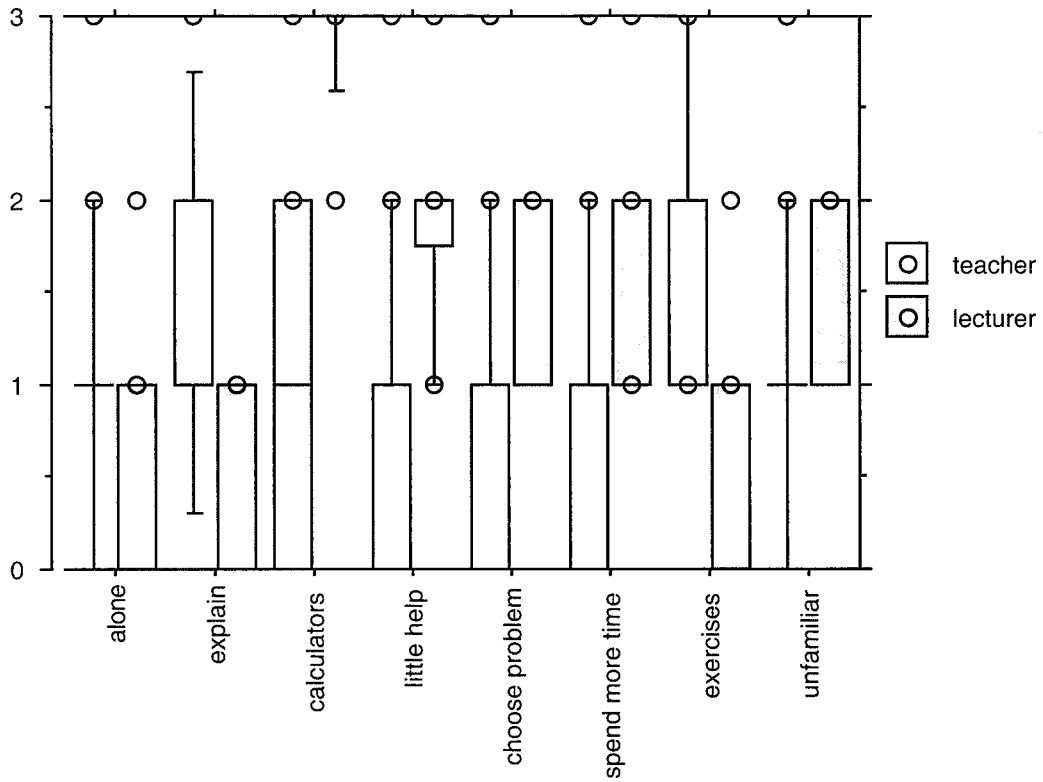 3
2
1
0
alone
explain
calculators
little help
choose problem
spend more time
exercises
unfamiliar
teacher
lecturer